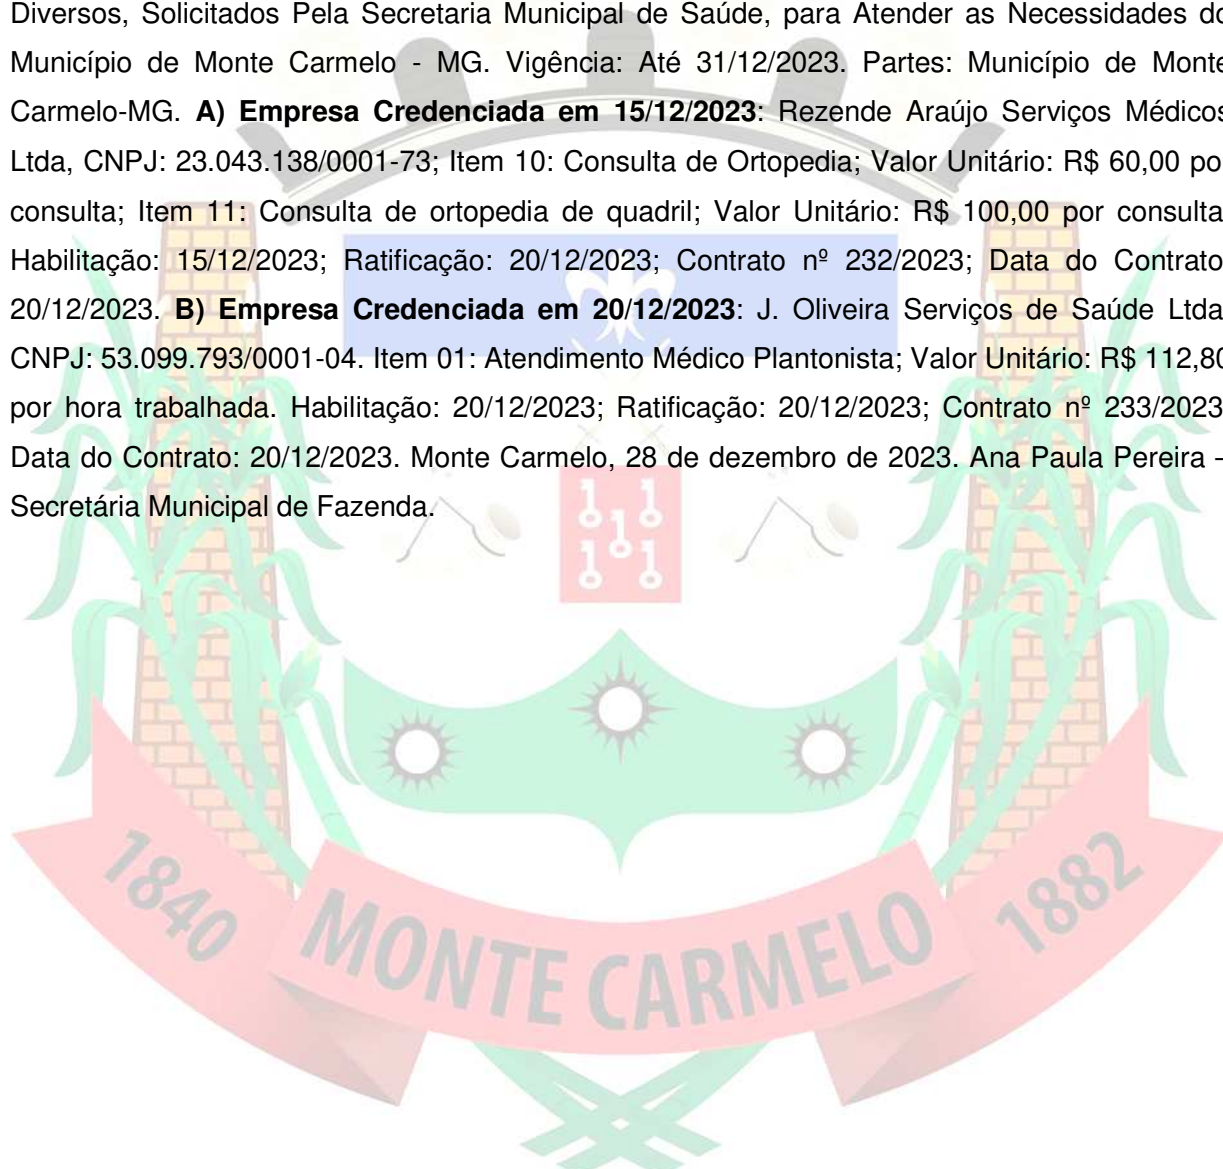 Diversos, Solicitados Pela Secretaria Municipal de Saúde, para Atender as Necessidades do
Município de Monte Carmelo - MG. Vigência: Até 31/12/2023. Partes: Município de Monte
Carmelo-MG. A) Empresa Credenciada em 15/12/2023: Rezende Araújo Serviços Médicos
Ltda, CNPJ: 23.043.138/0001-73; Item 10: Consulta de Ortopedia; Valor Unitário: R$ 60,00 po
consulta; Item 11: Consulta de ortopedia de quadril; Valor Unitário: R$ 100,00 por consulta
Habilitação: 15/12/2023; Ratificação: 20/12/2023; Contrato nº 232/2023; Data do Contrato
20/12/2023. B) Empresa Credenciada em 20/12/2023: J. Oliveira Serviços de Saúde Ltda
CNPJ: 53.099.793/0001-04. Item 01: Atendimento Médico Plantonista; Valor Unitário: R$ 112,80
por hora trabalhada. Habilitação: 20/12/2023; Ratificação: 20/12/2023; Contrato nº 233/2023
Data do Contrato: 20/12/2023. Monte Carmelo, 28 de dezembro de 2023. Ana Paula Pereira –
Secretária Municipal de Fazenda.
1840 MONTE CARMELO 1882